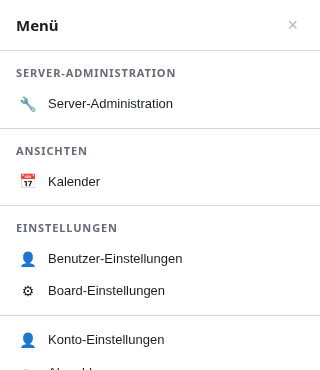 Menü ×
SERVER-ADMINISTRATION
Server-Administration
ANSICHTEN
Kalender
EINSTELLUNGEN
Benutzer-Einstellungen
Board-Einstellungen
Konto-Einstellungen